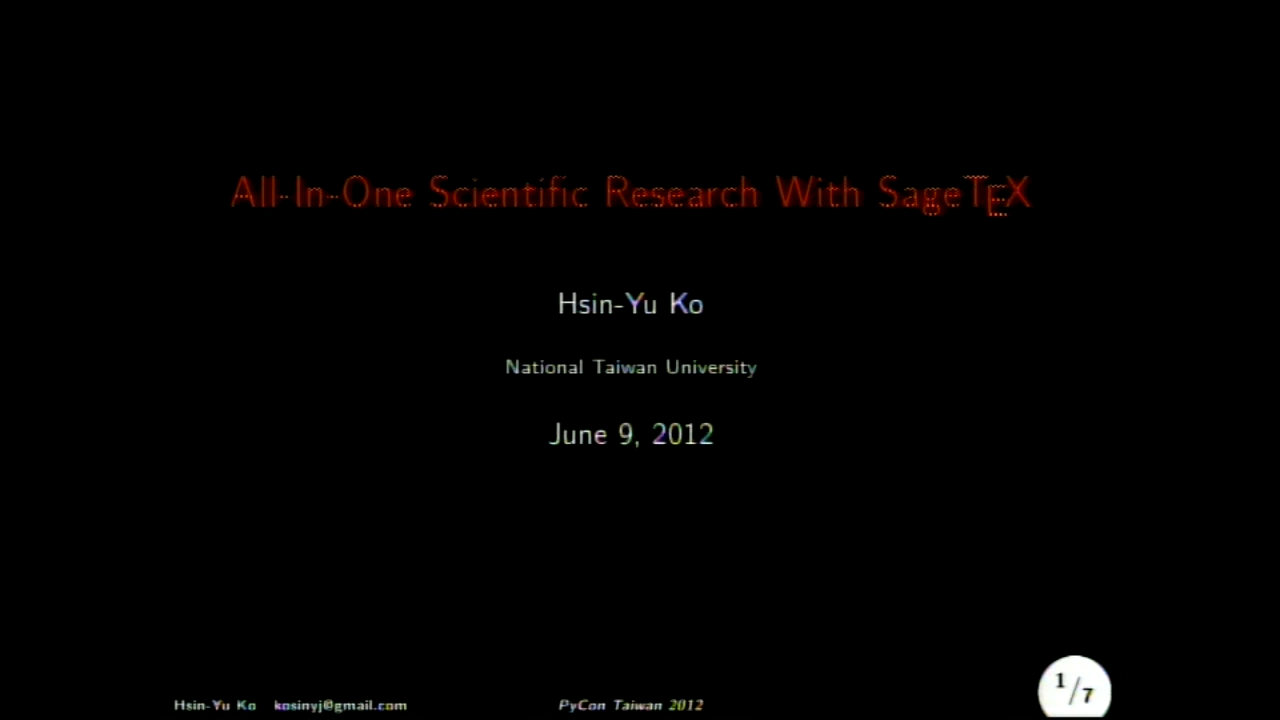 All-In-One Scientific Research With SageTEX
Hsin-Yu Ko
National Taiwan University
June 9, 2012
Hsin-Yu Ko kosinyj@gmail.com PyCon Taiwan 2012 1/7